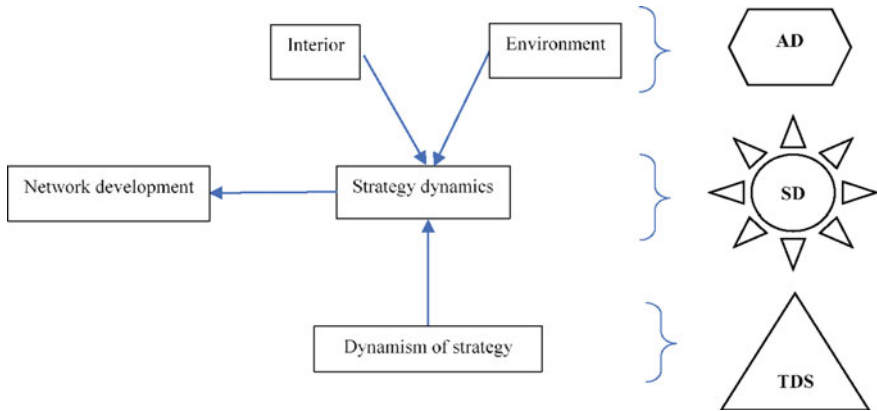 Interior
Environment
AD
Network development
Strategy dynamics
SD
Dynamism of strategy
TDS